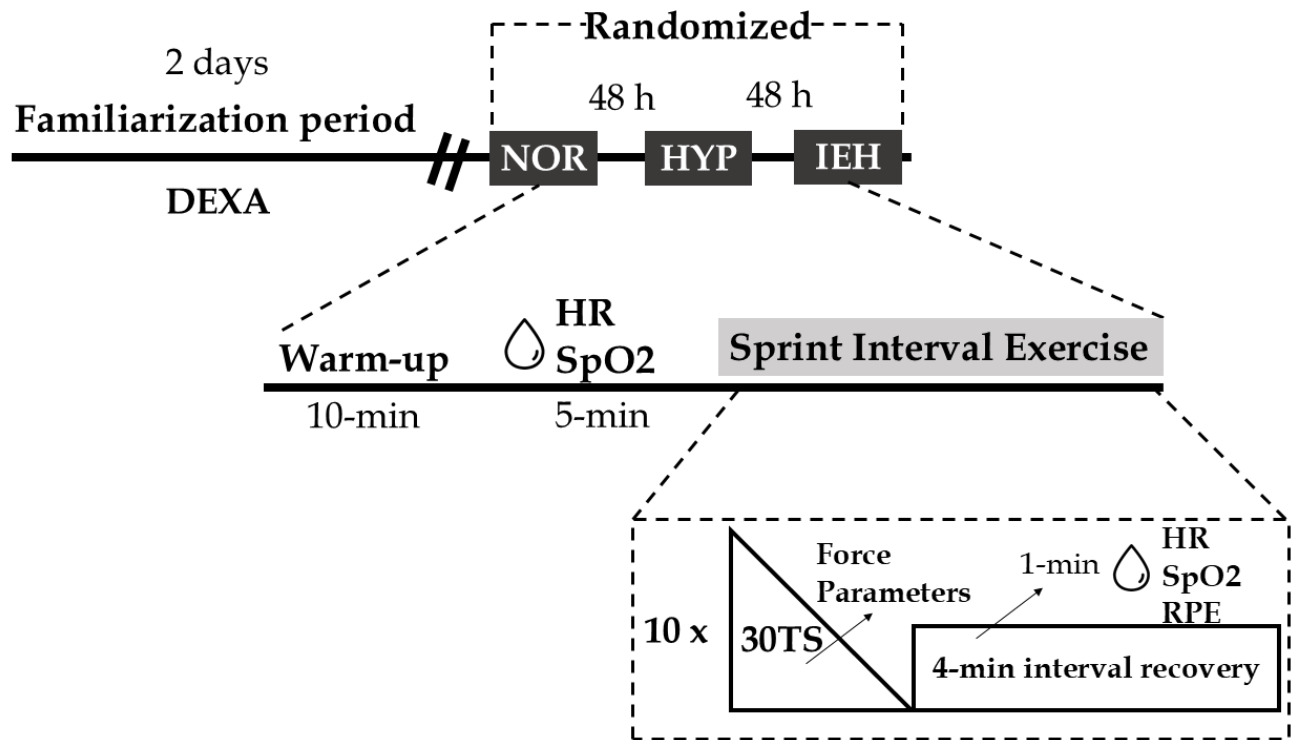 Randomized
2 days
48 h
48 h
Familiarization period
NOR
HYP
IEH
DEXA
HR
SpO2
Warm-up
Sprint Interval Exercise
10-min
5-min
Force
Parameters
1-min
HR
SpO2
RPE
10 x
30TS
4-min interval recovery